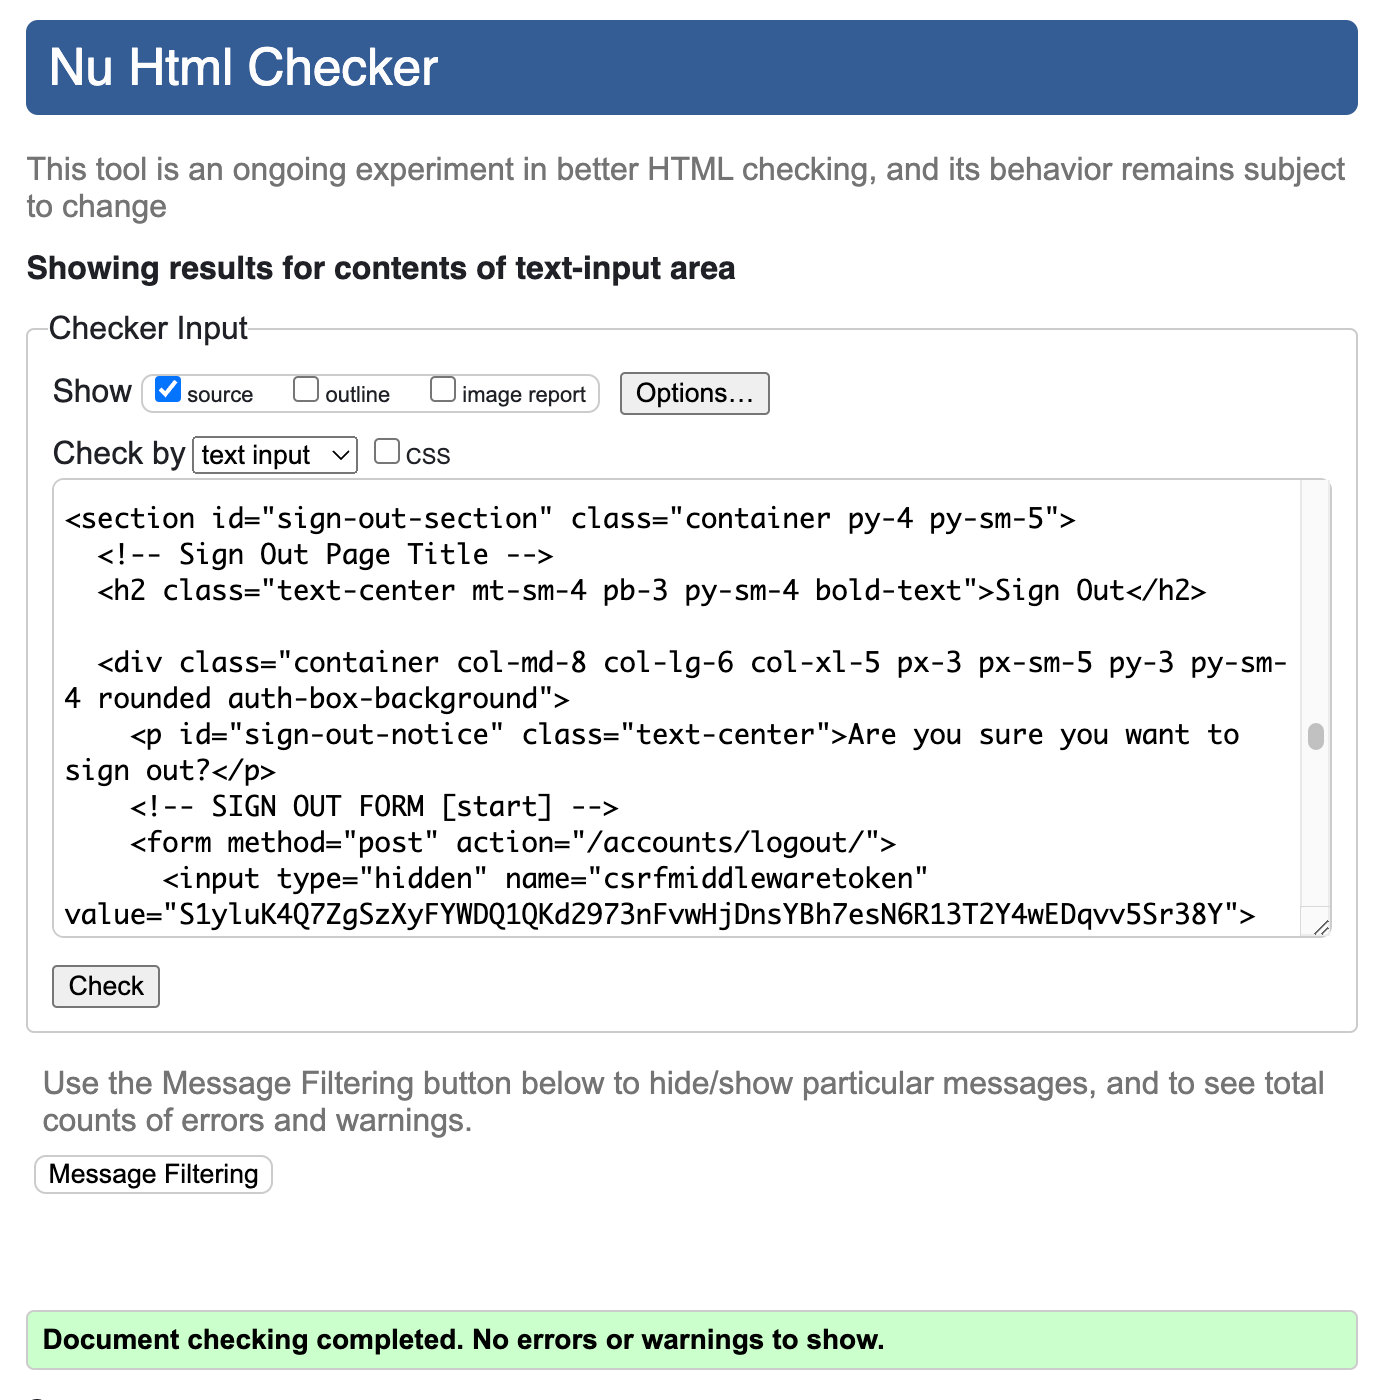 Nu Html Checker
This tool is an ongoing experiment in better HTML checking, and its behavior remains subject
to change
Showing results for contents of text-input area
Checker Input
Show source outline image report Options...
Check by text input CSS
<section id="sign-out-section" class="container py-4 py-sm-5">
<!-- Sign Out Page Title -->
<h2 class="text-center mt-sm-4 pb-3 py-sm-4 bold-text">Sign Out</h2>
<div class="container col-md-8 col-lg-6 col-xl-5 px-3 px-sm-5 py-3 py-sm-
4 rounded auth-box-background">
<p id="sign-out-notice" class="text-center">Are you sure you want to
sign out?</p>
<!-- SIGN OUT FORM [start] -->
<form method="post" action="/accounts/logout/">
<input type="hidden" name="csrfmiddlewaretoken"
value="S1yluK4Q7ZgSzXyFYWDQ1QKd2973nFvwHjDnsYBh7esN6R13T2Y4wEDqvv5Sr38Y">
Check
Use the Message Filtering button below to hide/show particular messages, and to see total
counts of errors and warnings.
Message Filtering
Document checking completed. No errors or warnings to show.